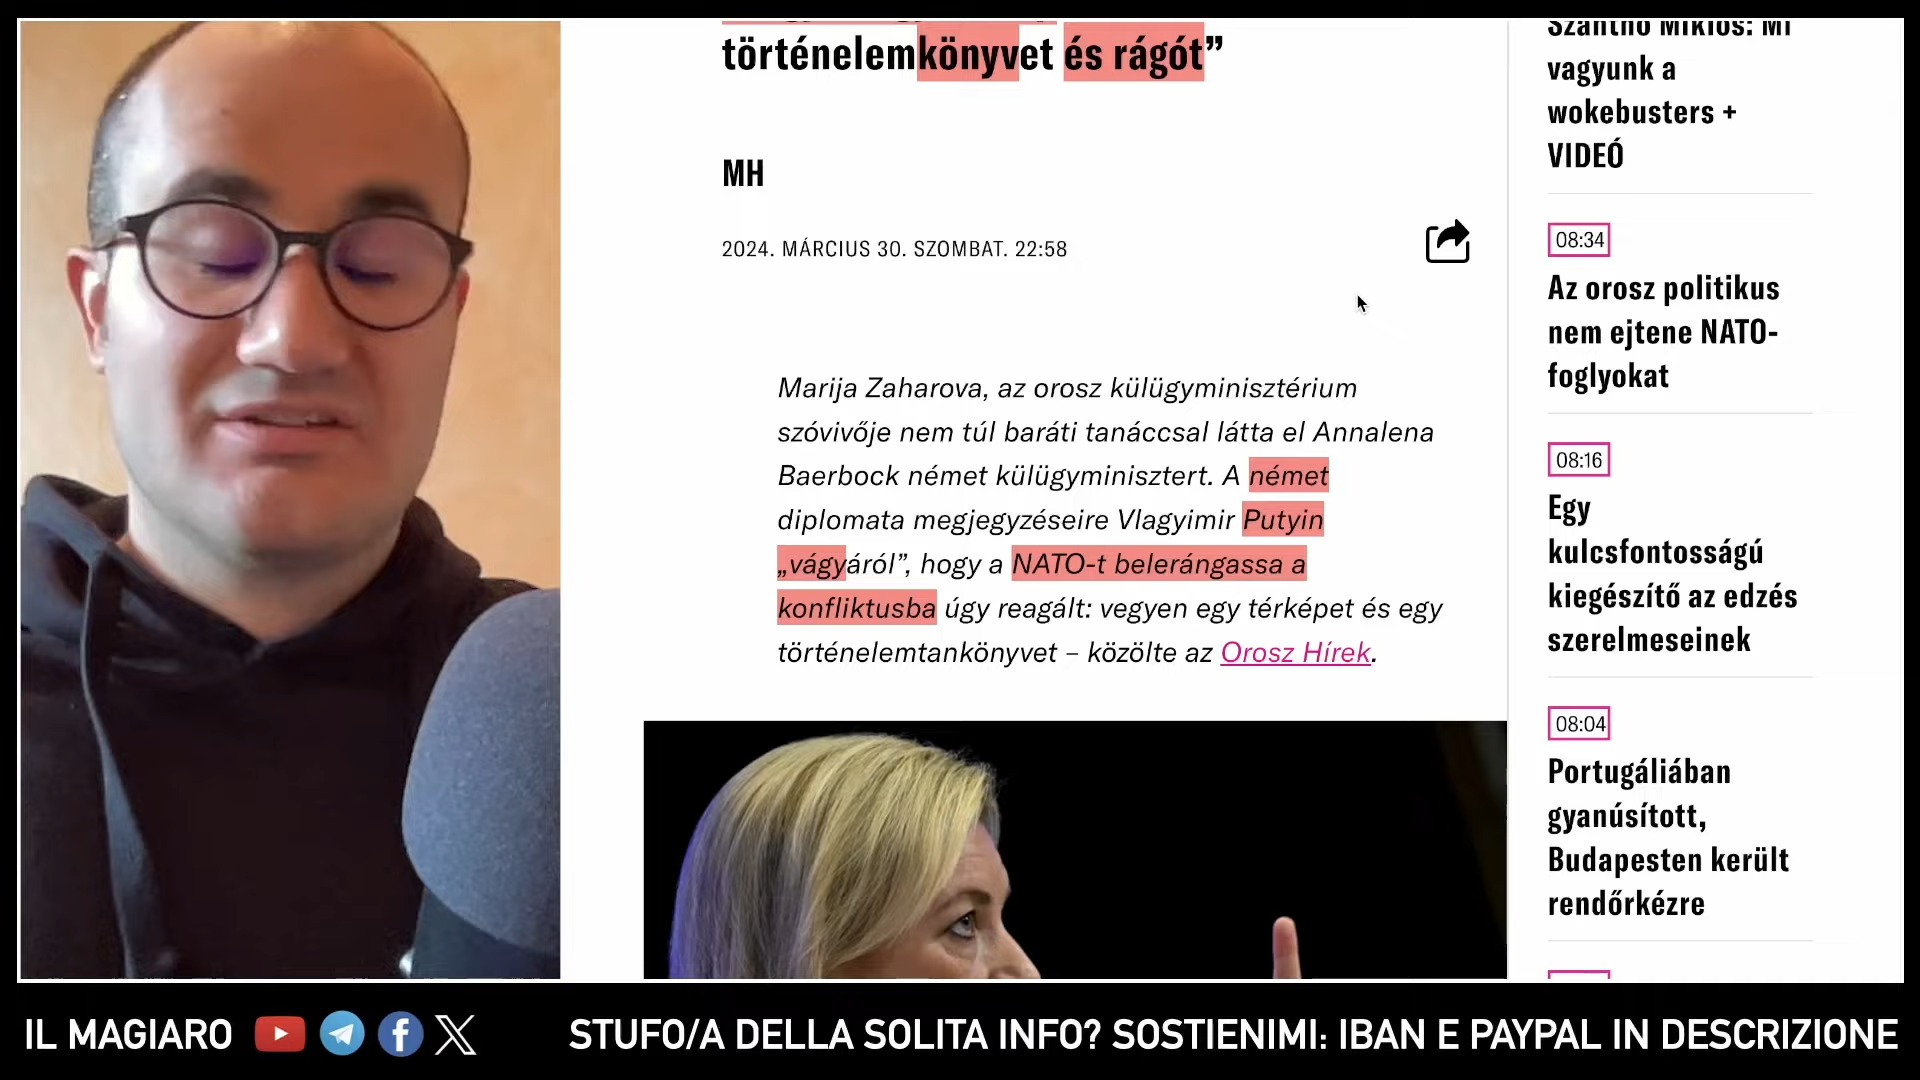 történelemkönyvet és rágót”
MH
2024. MÁRCIUS 30. SZOMBAT. 22:58
Marija Zaharova, az orosz külügyminisztérium
szóvivője nem túl baráti tanáccsal látta el Annalena
Baerbock német külügyminisztert. A német
diplomata megjegyzéseire Vlagyimir Putyin
„vágyáról”, hogy a NATO-t belerángassa a
konfliktusba úgy reagált: vegyen egy térképet és egy
történelemtankönyvet – közölte az Orosz Hírek.
Szánthó Miklós: Mi
vagyunk a
wokebusters +
VIDEÓ
08:34
Az orosz politikus
nem ejtene NATO-
foglyokat
08:16
Egy
kulcsfontosságú
kiegészítő az edzés
szerelmeseinek
08:04
Portugáliában
gyanúsított,
Budapesten került
rendőrkézre
IL MAGIARO
STUFO/A DELLA SOLITA INFO? SOSTIENIMI: IBAN E PAYPAL IN DESCRIZIONE